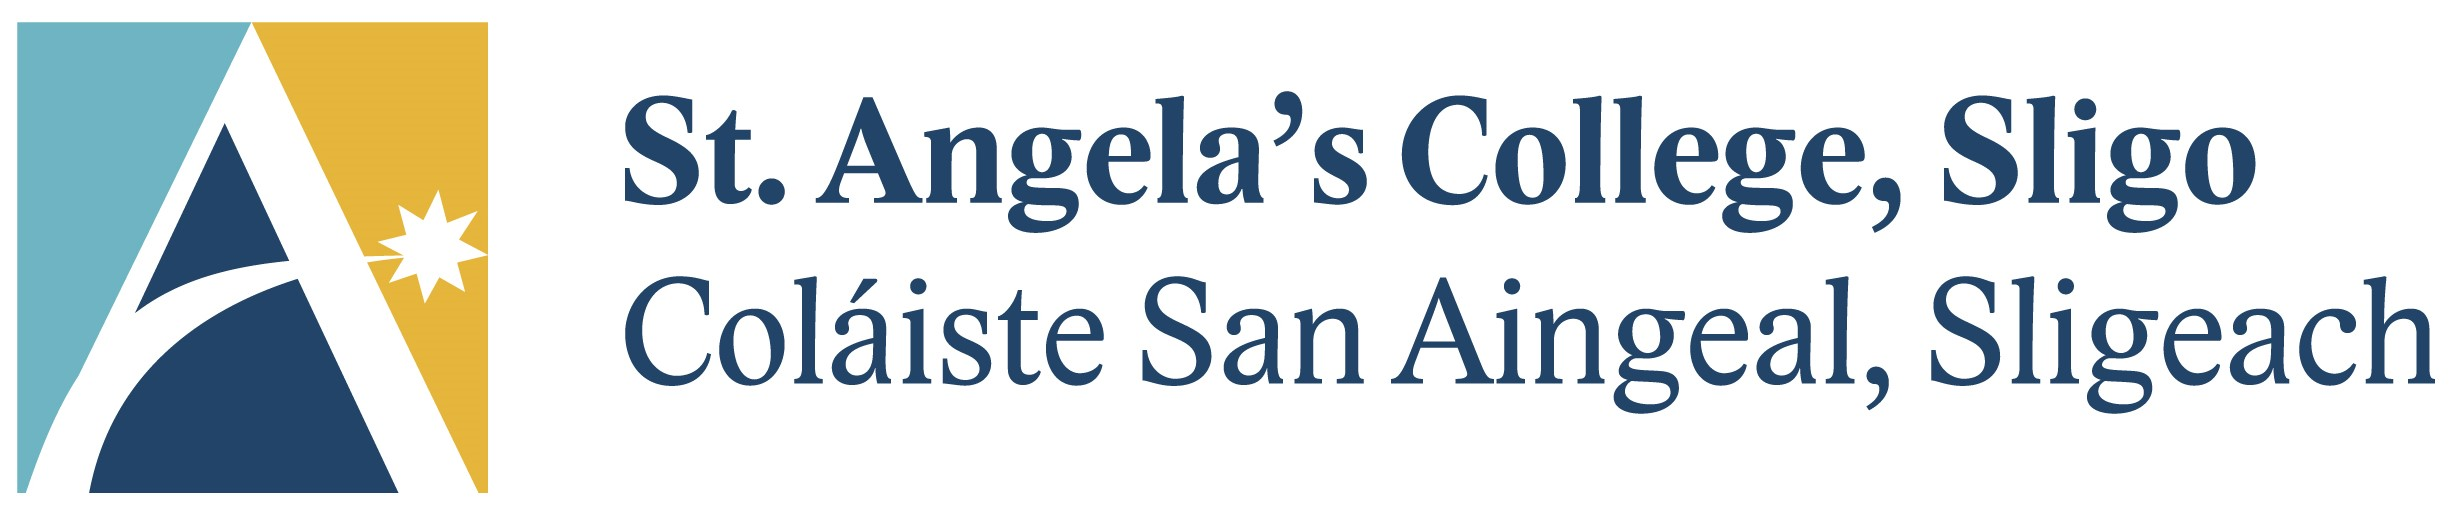 St. Angela’s College, Sligo
Coláiste San Aingeal, Sligeach